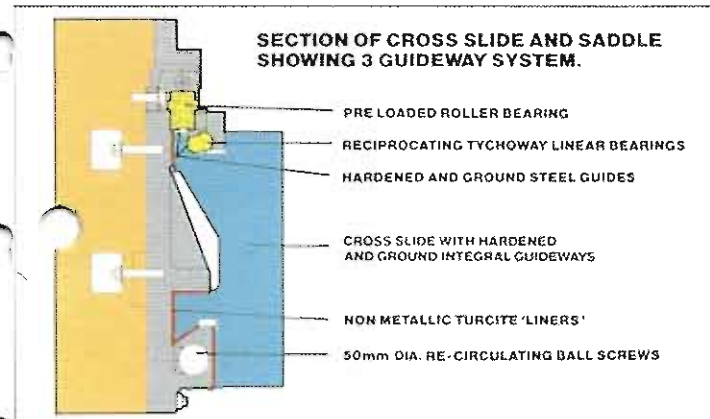 SECTION OF CROSS SLIDE AND SADDLE
SHOWING 3 GUIDEWAY SYSTEM.
PRE LOADED ROLLER BEARING
RECIPROCATING TYCHOWAY LINEAR BEARINGS
HARDENED AND GROUND STEEL GUIDES
CROSS SLIDE WITH HARDENED
AND GROUND INTEGRAL GUIDEWAYS
NON METALLIC TURCITE 'LINERS'
50mm DIA. RE-CIRCULATING BALL SCREWS